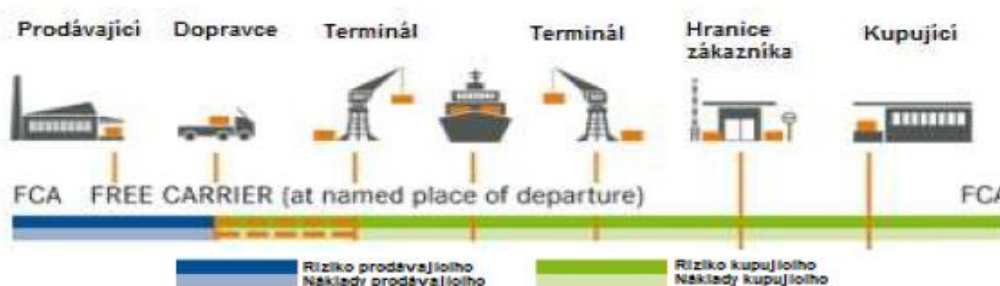 Prodávající Dopravce Terminál Terminál Hranice zákazníka Kupující
FCA FREE CARRIER (at named place of departure) FCA
Riziko prodávajícího Riziko kupujícího
Náklady prodávajícího Náklady kupujícího